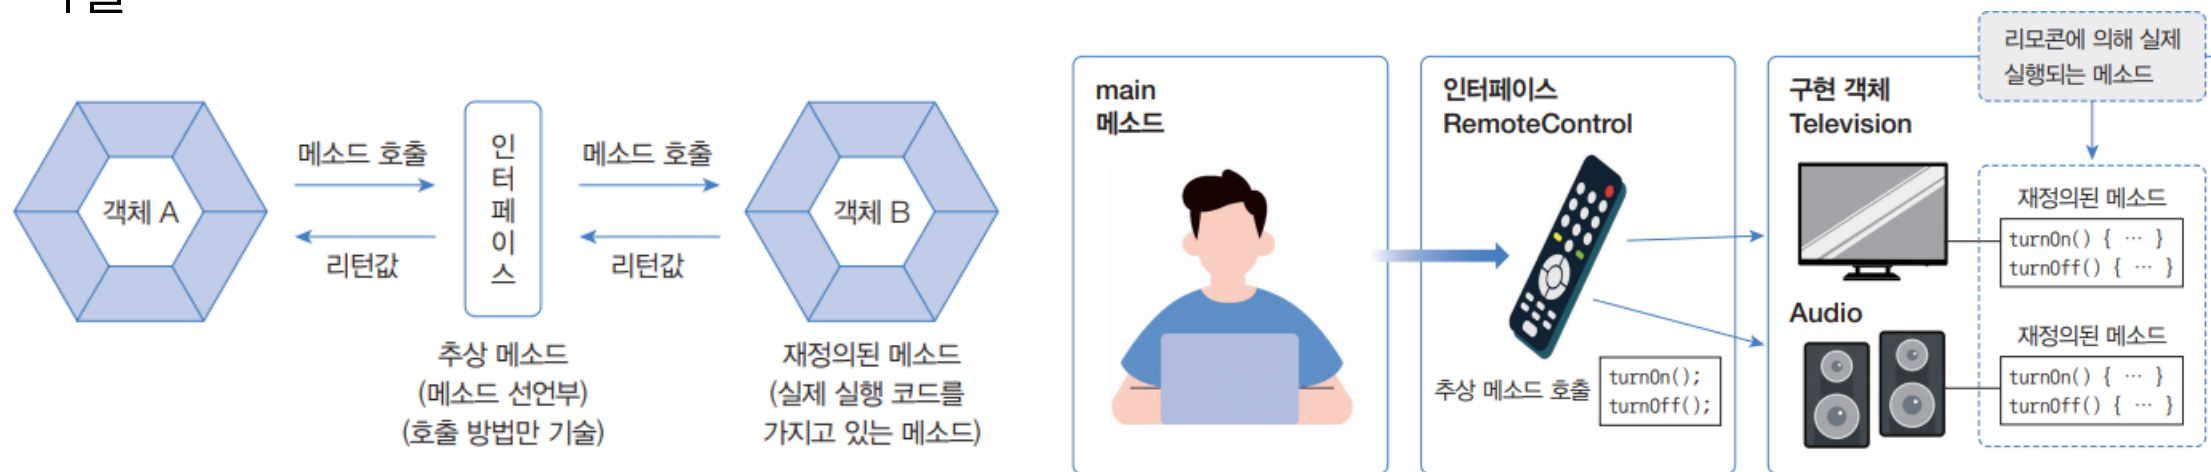 객체 A
메소드 호출
리턴값
인터페이스
메소드 호출
리턴값
객체 B
추상 메소드
(메소드 선언부)
(호출 방법만 기술)
재정의된 메소드
(실제 실행 코드를
가지고 있는 메소드)
main
메소드
인터페이스
RemoteControl
추상 메소드 호출
turnOn();
turnOff();
구현 객체
Television
리모콘에 의해 실제
실행되는 메소드
재정의된 메소드
turnOn() { … }
turnOff() { … }
Audio
재정의된 메소드
turnOn() { … }
turnOff() { … }